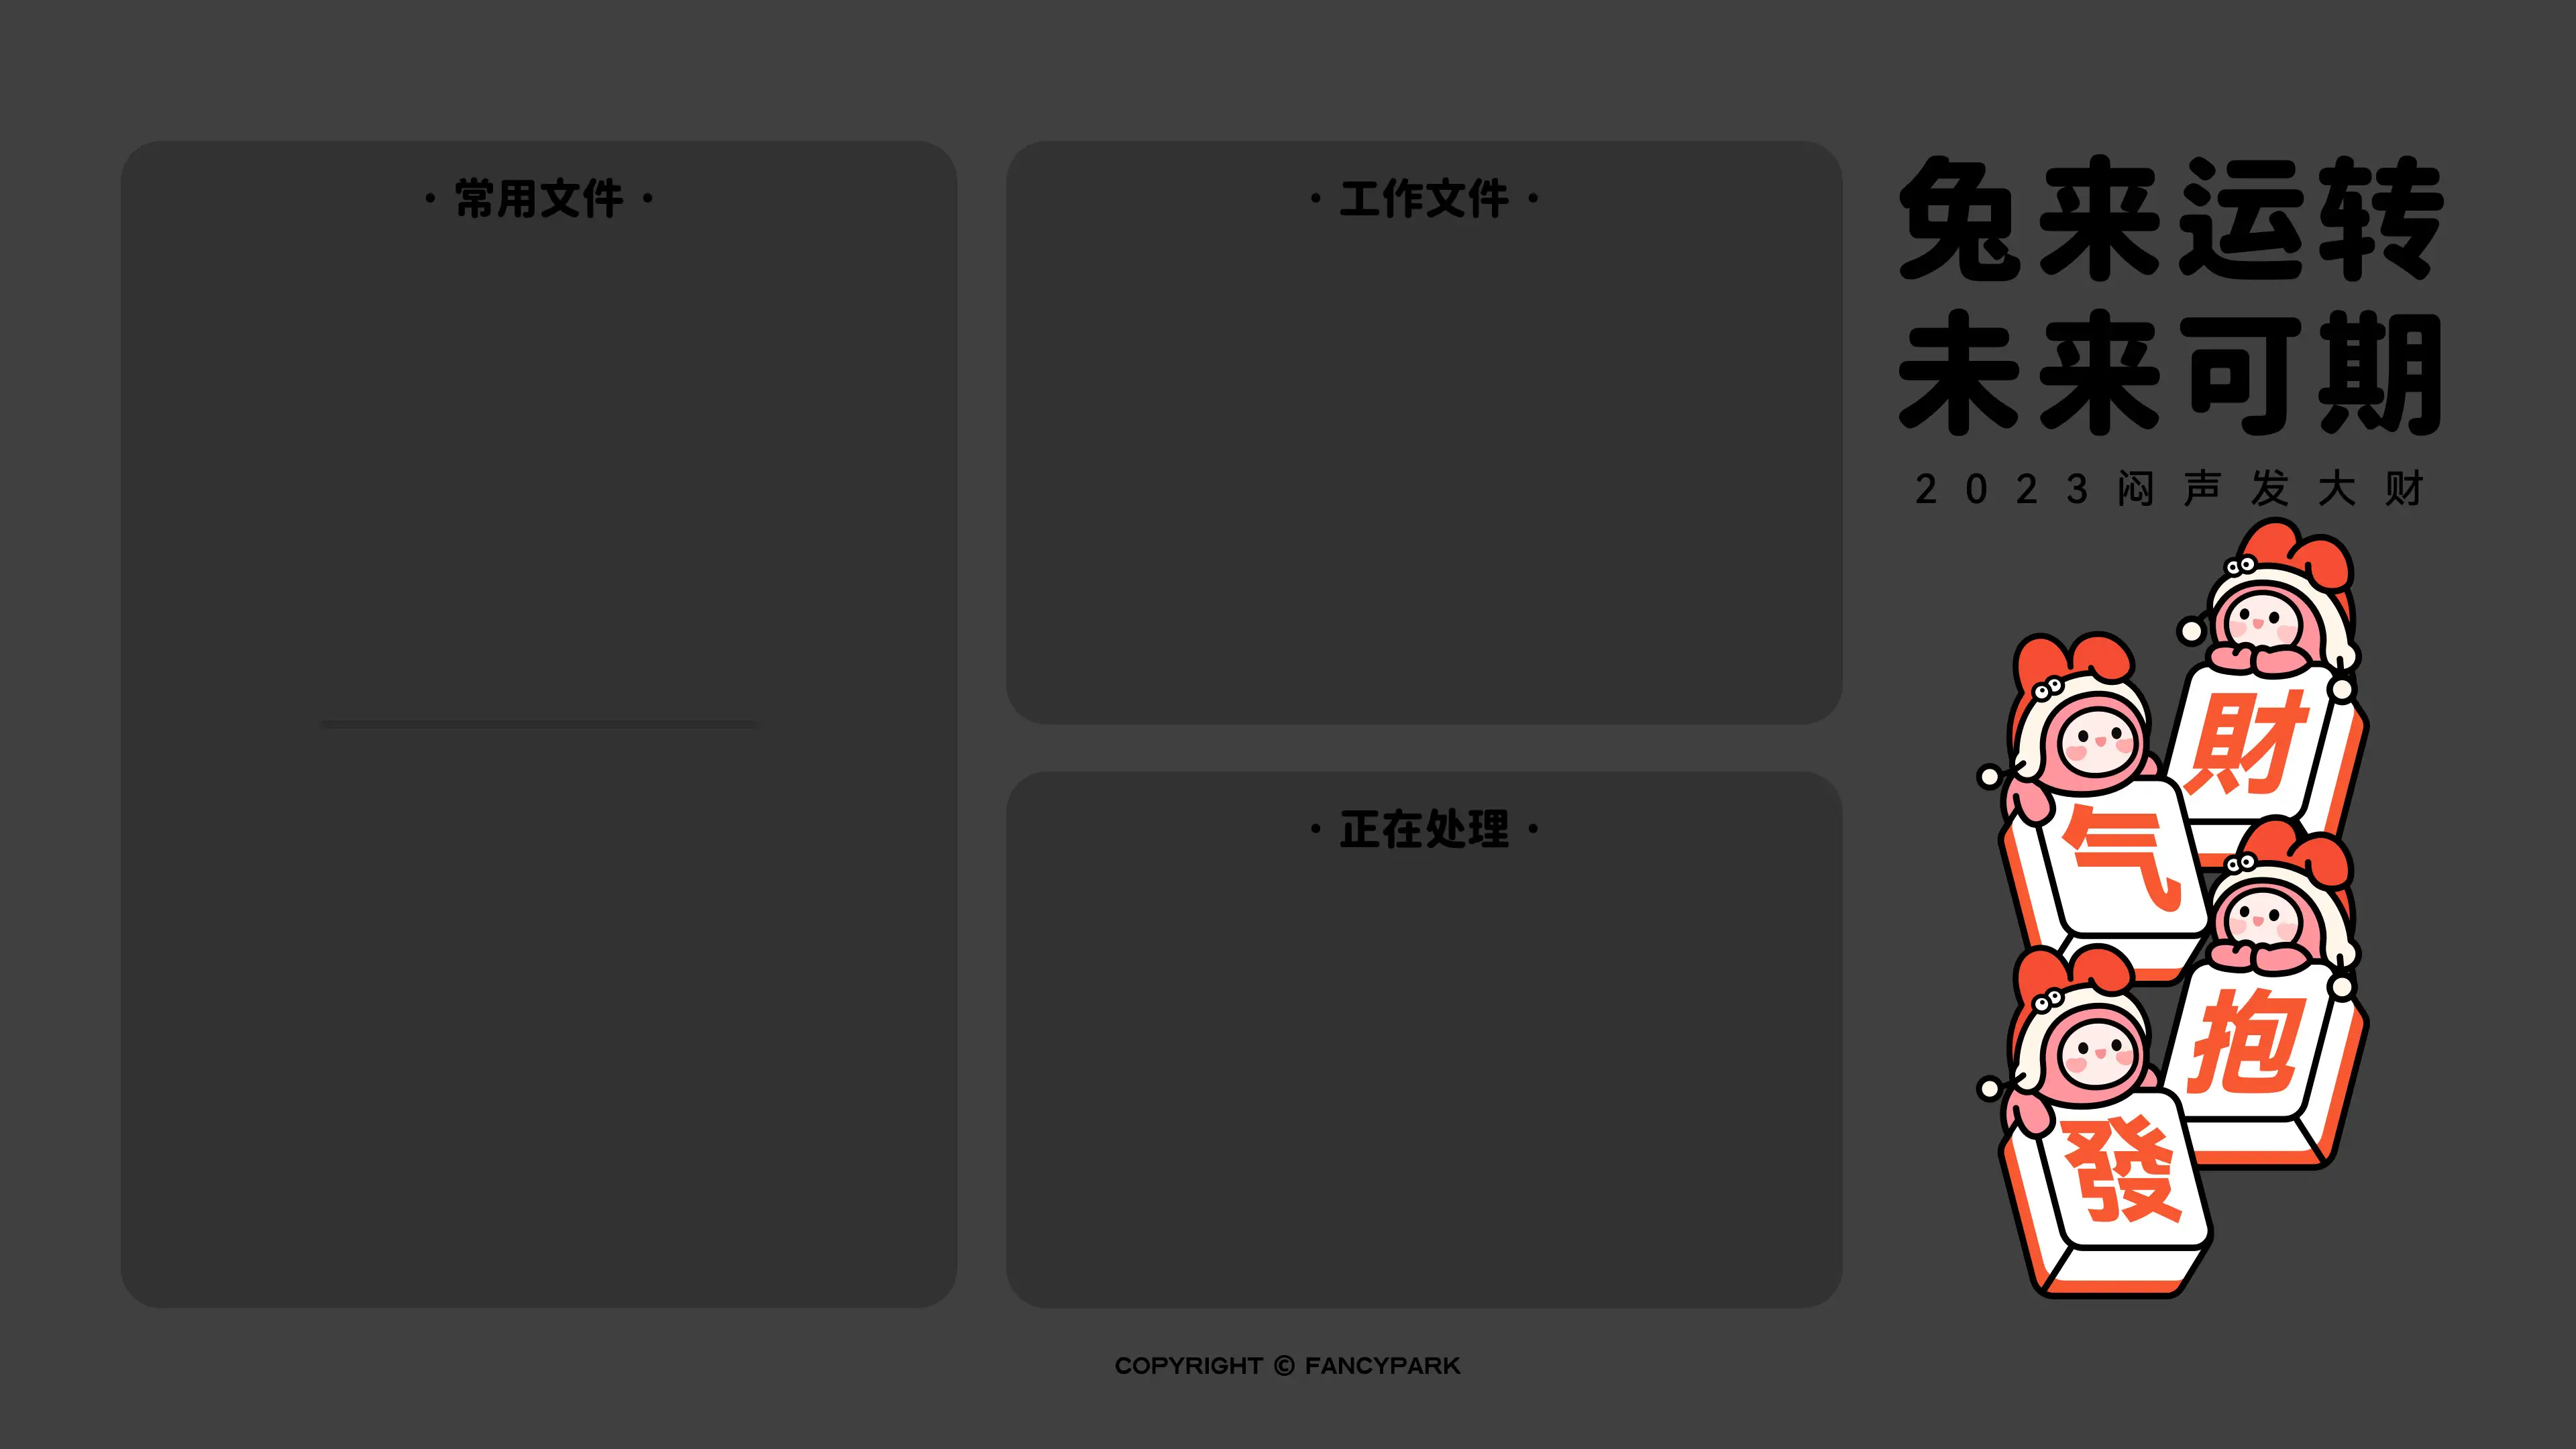 · 常用文件 ·
· 工作文件 ·
· 正在处理 ·
兔来运转
未来可期
2023闷声发大财
財
气
抱
發
COPYRIGHT © FANCYPARK